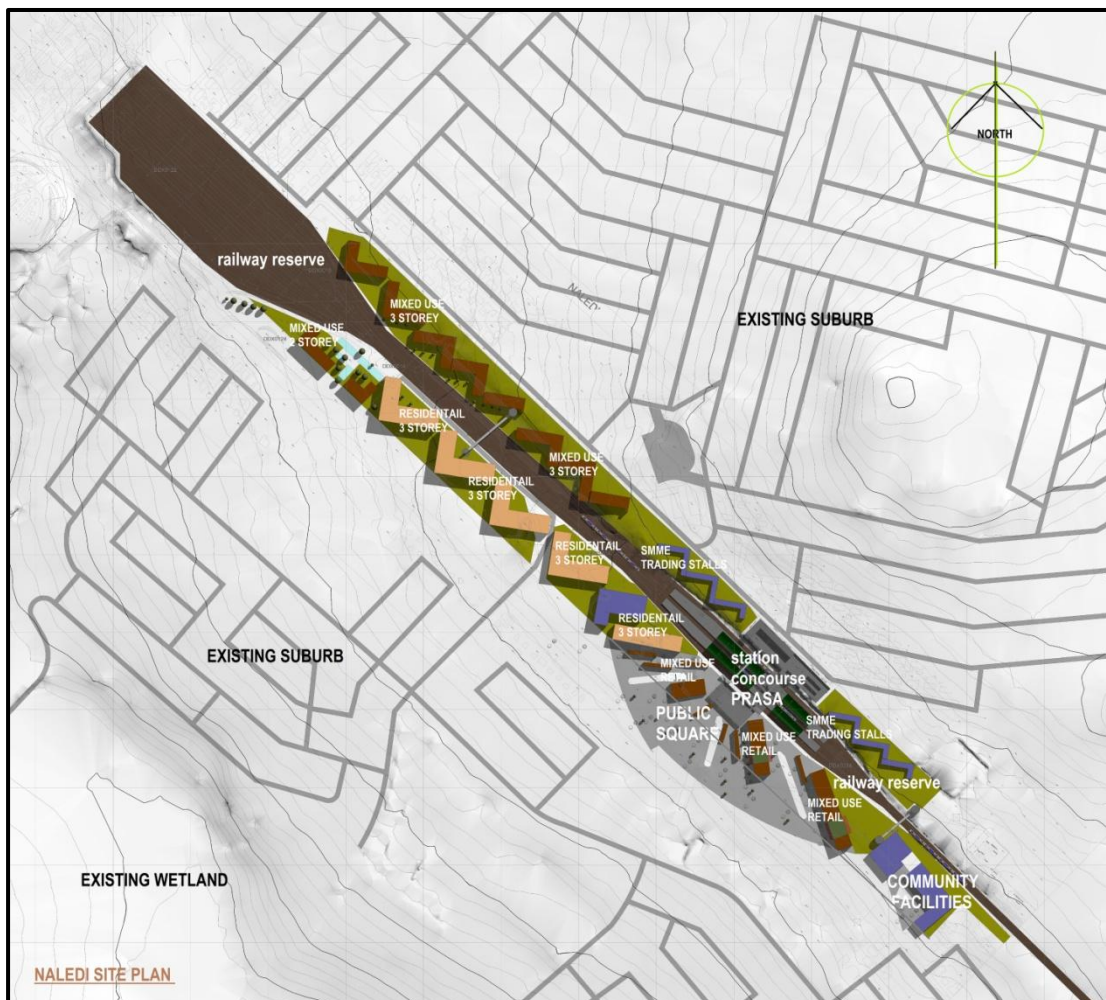 NORTH
railway reserve
NALEDI
EXISTING SUBURB
MIXED USE
3 STOREY
MIXED USE
2 STOREY
RESIDENTAIL
3 STOREY
MIXED USE
3 STOREY
RESIDENTAIL
3 STOREY
RESIDENTAIL
3 STOREY
SMME
TRADING STALLS
RESIDENTAIL
3 STOREY
EXISTING SUBURB
MIXED USE
RETAIL
station
concourse
PRASA
PUBLIC
SQUARE
MIXED USE
RETAIL
SMME
TRADING STALLS
railway reserve
MIXED USE
RETAIL
EXISTING WETLAND
COMMUNITY
FACILITIES
NALEDI SITE PLAN